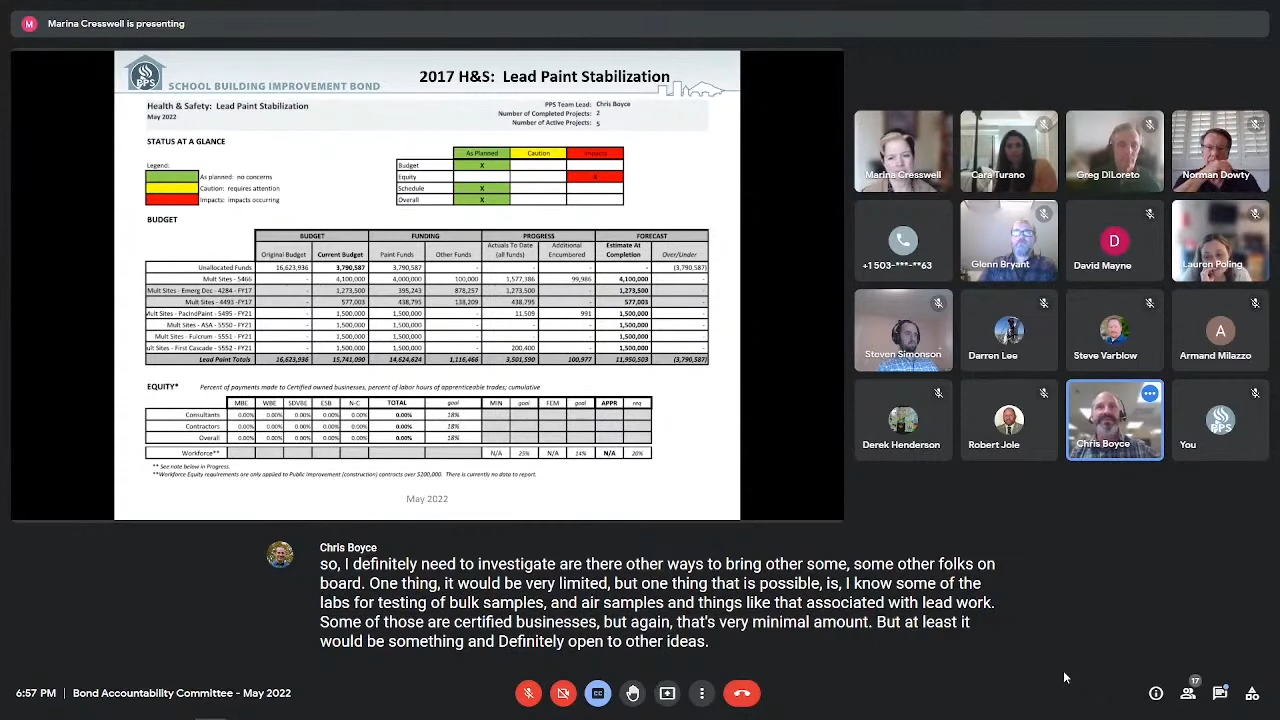 M Marina Cresswell is presenting
PPS SCHOOL BUILDING IMPROVEMENT BOND
2017 H&S: Lead Paint Stabilization
Health & Safety: Lead Paint Stabilization
May 2022
PPS Team Lead: Chris Boyce
Number of Completed Projects: 2
Number of Active Projects: 5
STATUS AT A GLANCE
Legend:
As planned: no concerns
Caution: requires attention
Impacts: impacts occurring
As Planned Caution Impacts
Budget X
Equity X
Schedule X
Overall X
BUDGET
BUDGET FUNDING PROGRESS FORECAST
Original Budget Current Budget Paint Funds Other Funds Actuals To Date (all funds) Additional Encumbered Estimate At Completion Over/Under
Unallocated Funds 16,623,936 3,790,587 3,790,587 - - - - (3,790,587)
Mult Sites - 5466 - 4,100,000 4,000,000 100,000 1,577,386 99,986 4,100,000 -
Mult Sites - Emerg Dec - 4284 - FY17 - 1,273,500 395,243 878,257 1,273,500 - 1,273,500 -
Mult Sites - 4493 -FY17 - 577,003 438,795 138,209 438,795 - 577,003 -
Mult Sites - PacIndPaint - 5495 - FY21 - 1,500,000 1,500,000 - 11,509 991 1,500,000 -
Mult Sites - ASA - 5550 - FY21 - 1,500,000 1,500,000 - - - 1,500,000 -
Mult Sites - Fulcrum - 5551 - FY21 - 1,500,000 1,500,000 - - - 1,500,000 -
ult Sites - First Cascade - 5552 - FY21 - 1,500,000 1,500,000 - 200,400 - 1,500,000 -
Lead Paint Totals 16,623,936 15,741,090 14,624,624 1,116,466 3,501,590 100,977 11,950,503 (3,790,587)
EQUITY* Percent of payments made to Certified owned businesses, percent of labor hours of apprenticeable trades; cumulative
MBE WBE SDVBE ESB N-C TOTAL goal MIN goal FEM goal APPR req
Consultants 0.00% 0.00% 0.00% 0.00% 0.00% 0.00% 18%
Contractors 0.00% 0.00% 0.00% 0.00% 0.00% 0.00% 18%
Overall 0.00% 0.00% 0.00% 0.00% 0.00% 0.00% 18%
Workforce** N/A 25% N/A 14% N/A 20%
** See note below in Progress.
**Workforce Equity requirements are only applied to Public Improvement (construction) contracts over $200,000. There is currently no data to report.
May 2022
Marina Cresswell
Cara Turano
Greg DiLoreto
Norman Dowty
+1 503-***-**63
Glenn Bryant
D
David Mayne
Lauren Poling
Steven Simonson
Steve Effros
A
Derek Henderson
Robert Jole
Chris Boyce
PPS
You
Chris Boyce
so, I definitely need to investigate are there other ways to bring other some, some other folks on
board. One thing, it would be very limited, but one thing that is possible, is, I know some of the
labs for testing of bulk samples, and air samples and things like that associated with lead work.
Some of those are certified businesses, but again, that's very minimal amount. But at least it
would be something and Definitely open to other ideas.
6:57 PM | Bond Accountability Committee - May 2022
17